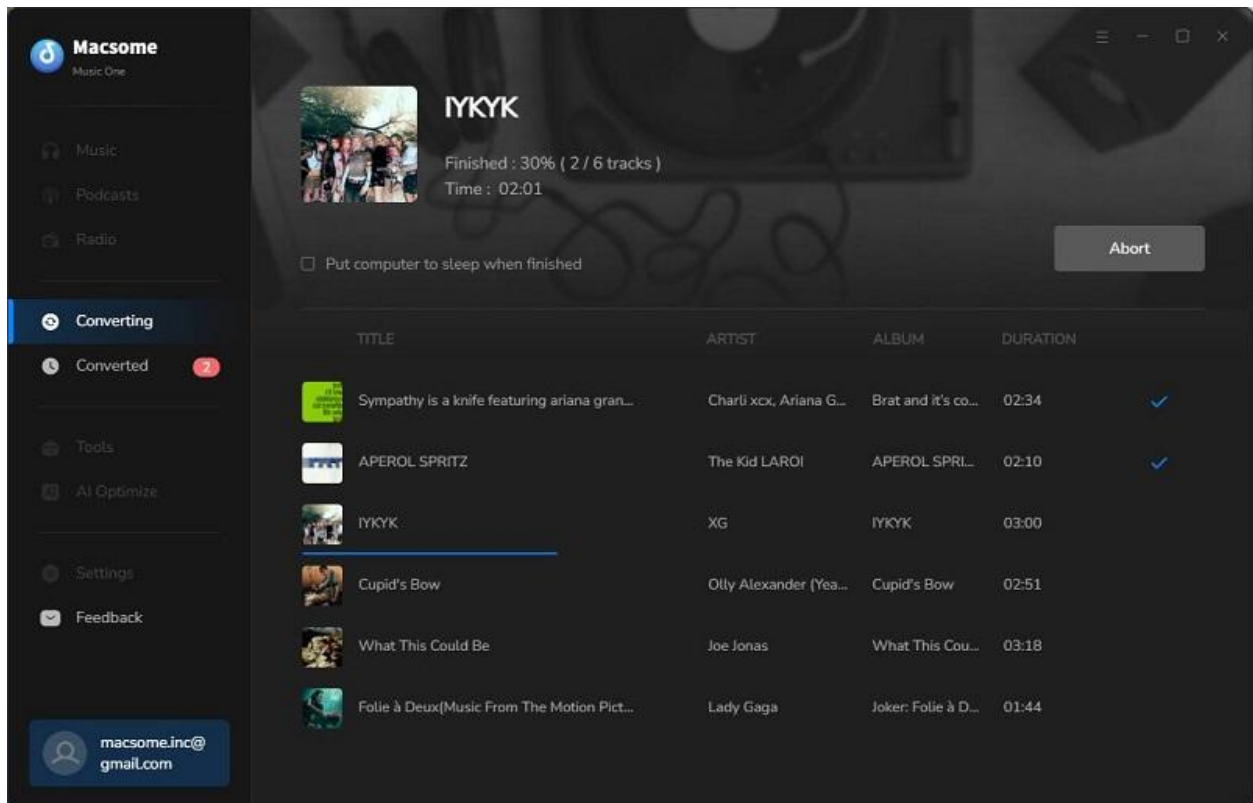 Macsome
Music One
Music
Podcasts
Radio
Converting
Converted 2
Tools
AI Optimize
Settings
Feedback
macsome.inc@
gmail.com
IYKYK
Finished : 30% ( 2 / 6 tracks )
Time : 02:01
Put computer to sleep when finished
Abort
TITLE ARTIST ALBUM DURATION
Sympathy is a knife featuring ariana gran... Charli xcx, Ariana G... Brat and it's co... 02:34
APEROL SPRITZ The Kid LAROI APEROL SPRI... 02:10
IYKYK XG IYKYK 03:00
Cupid's Bow Olly Alexander (Yea... Cupid's Bow 02:51
What This Could Be Joe Jonas What This Cou... 03:18
Folie à Deux(Music From The Motion Pict... Lady Gaga Joker: Folie à D... 01:44